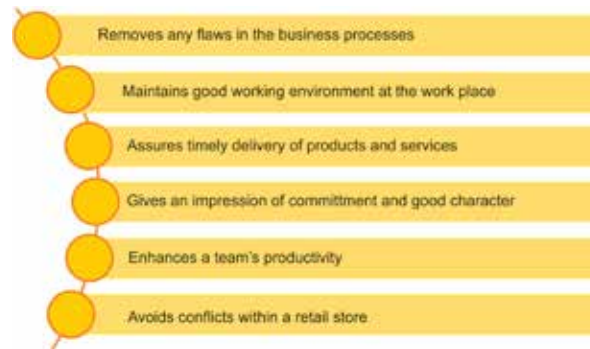 Removes any flaws in the business processes
Maintains good working environment at the work place
Assures timely delivery of products and services
Gives an impression of committment and good character
Enhances a team's productivity
Avoids conflicts within a retail store